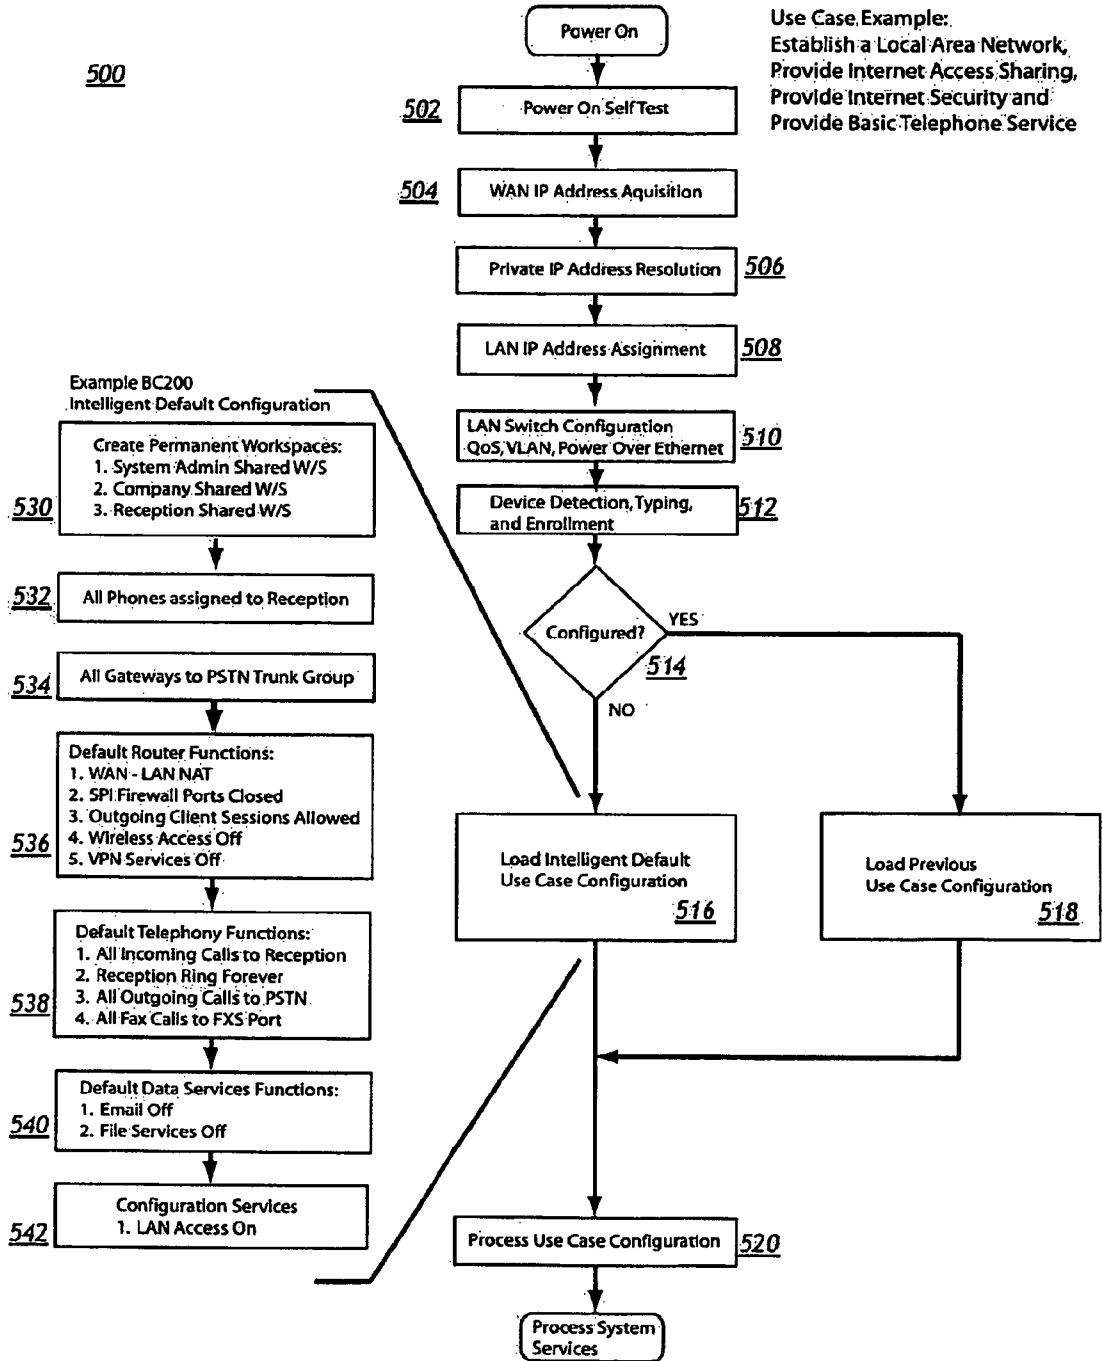 Power On
Use Case Example:
Establish a Local Area Network,
Provide Internet Access Sharing,
Provide Internet Security and
Provide Basic Telephone Service
500
502
Power On Self Test
504
WAN IP Address Aquisition
Private IP Address Resolution
506
LAN IP Address Assignment
508
LAN Switch Configuration
QoS, VLAN, Power Over Ethernet
510
Device Detection, Typing,
and Enrollment
512
Configured?
514
YES
NO
Load Intelligent Default
Use Case Configuration
516
Load Previous
Use Case Configuration
518
Process Use Case Configuration
520
Process System
Services
Example BC200
Intelligent Default Configuration
Create Permanent Workspaces:
1. System Admin Shared W/S
2. Company Shared W/S
3. Reception Shared W/S
530
532
All Phones assigned to Reception
534
All Gateways to PSTN Trunk Group
Default Router Functions:
1. WAN - LAN NAT
2. SPI Firewall Ports Closed
3. Outgoing Client Sessions Allowed
4. Wireless Access Off
5. VPN Services Off
536
Default Telephony Functions:
1. All Incoming Calls to Reception
2. Reception Ring Forever
3. All Outgoing Calls to PSTN
4. All Fax Calls to FXS Port
538
Default Data Services Functions:
1. Email Off
2. File Services Off
540
Configuration Services
1. LAN Access On
542